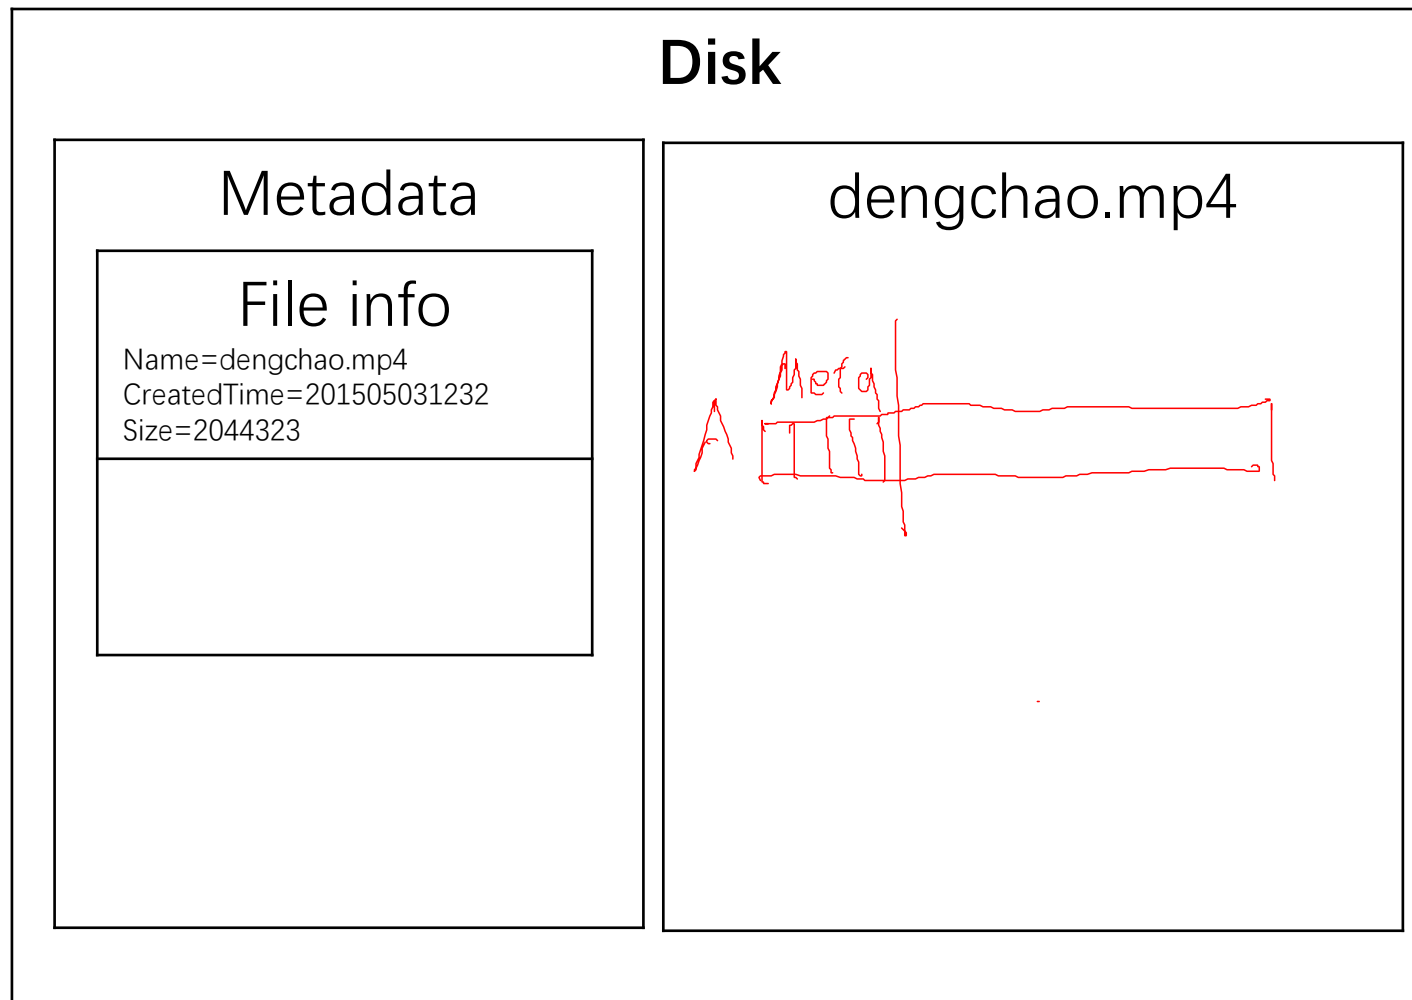 Disk
Metadata
File info
Name=dengchao.mp4
CreatedTime=201505031232
Size=2044323
dengchao.mp4
Meta
A